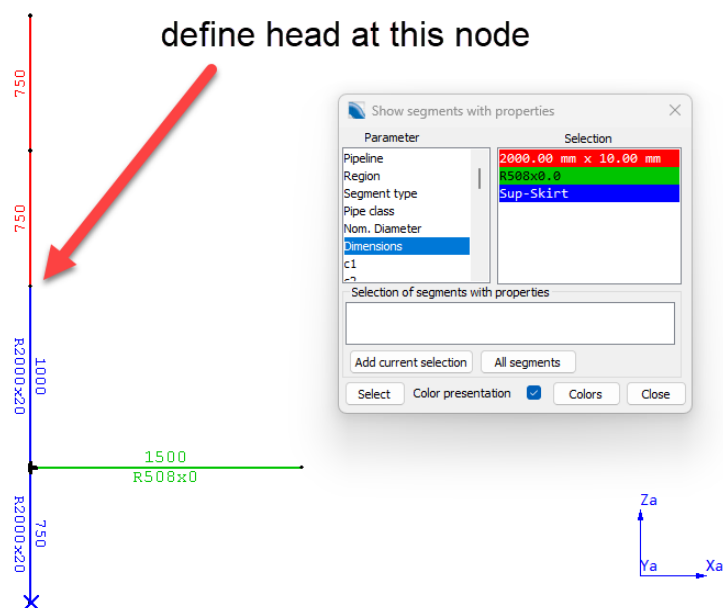 define head at this node
750
750
1000
R2000x20
1500
R508x0
750
R2000x20
Show segments with properties
Parameter
Selection
Pipeline
Region
Segment type
Pipe class
Nom. Diameter
Dimensions
c1
c2
2000.00 mm x 10.00 mm
R508x0.0
Sup-Skirt
Selection of segments with properties
Add current selection
All segments
Select
Color presentation
Colors
Close
Za
Ya
Xa